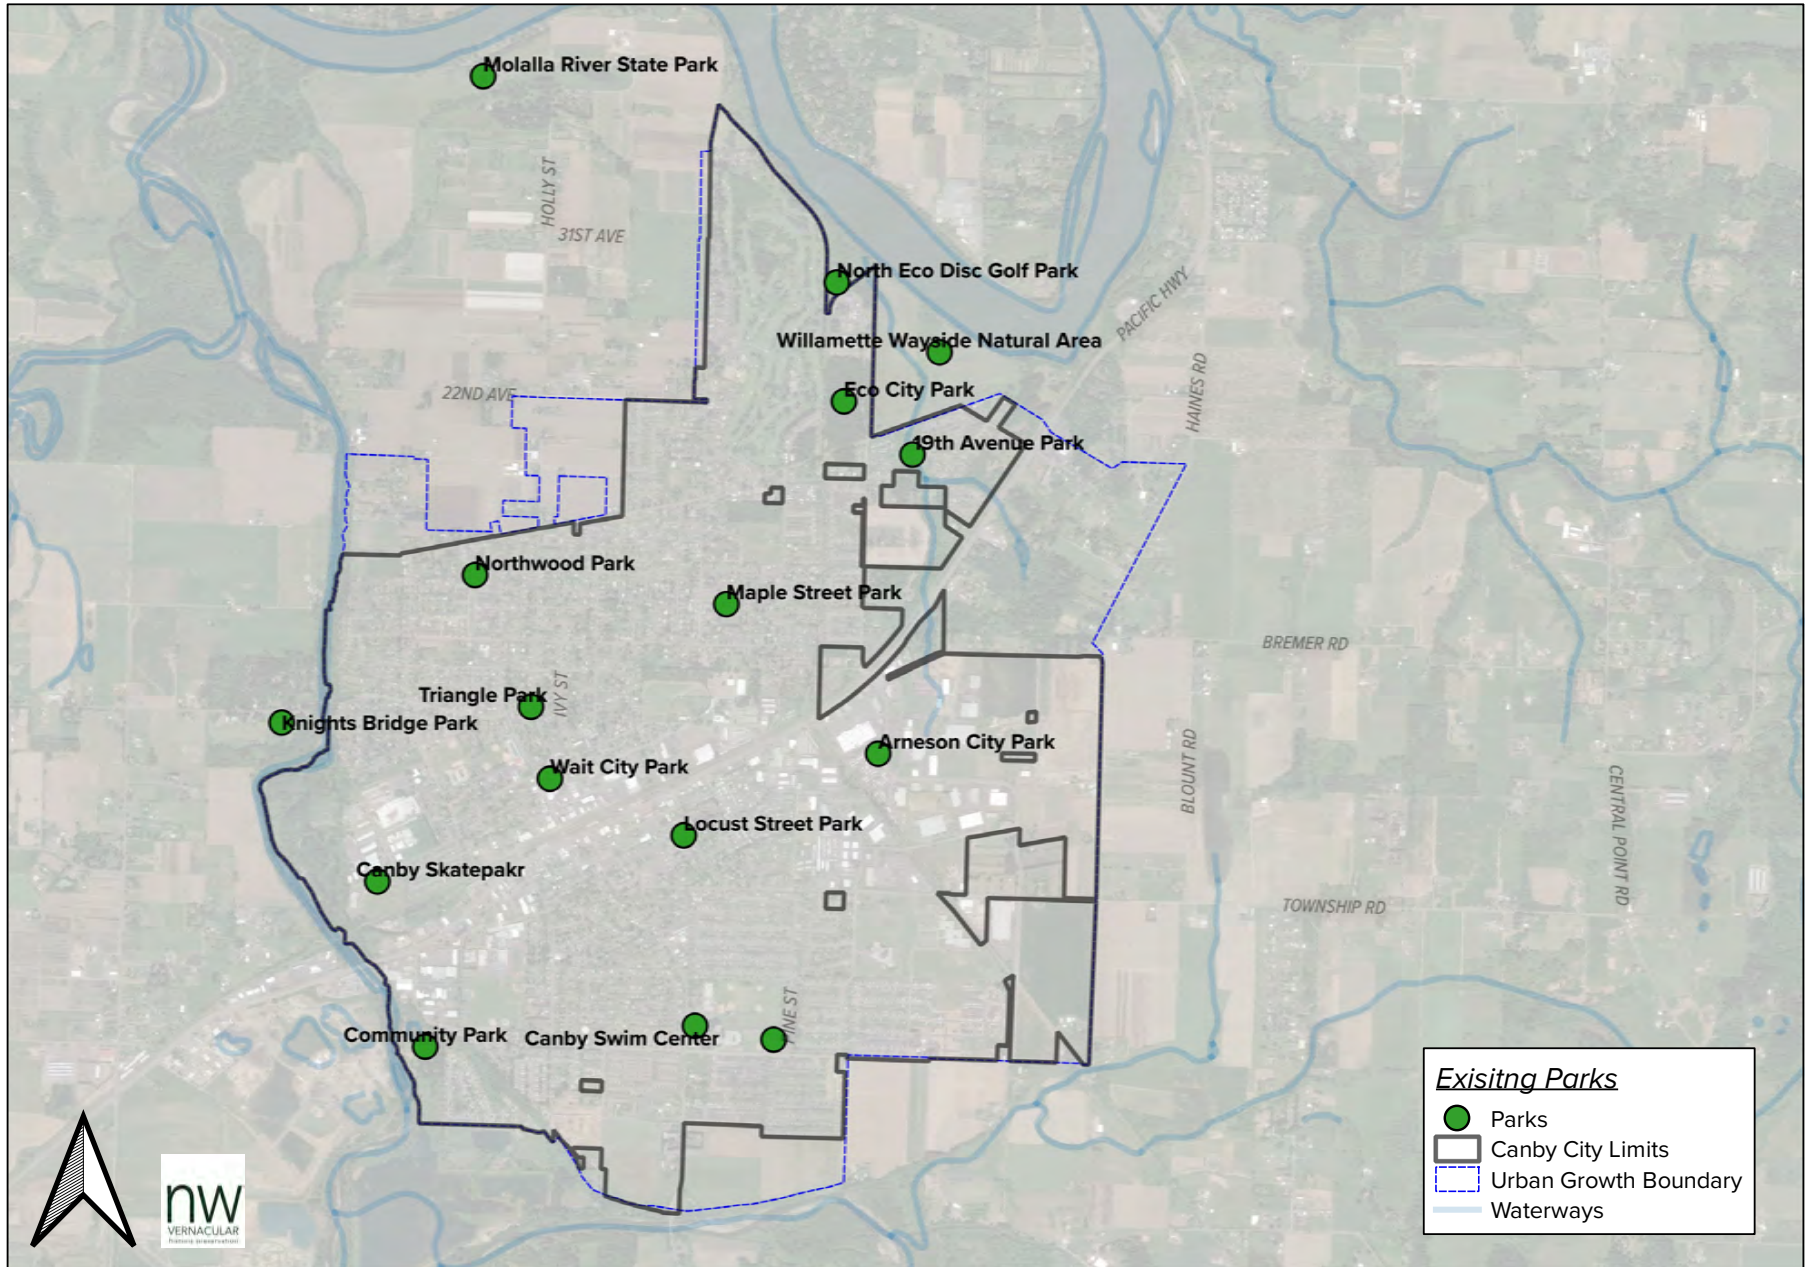 Molalla River State Park
HOLLY ST
31ST AVE
North Eco Disc Golf Park
PACIFIC HWY
Willamette Wayside Natural Area
HAINES RD
22ND AVE
Eco City Park
19th Avenue Park
Northwood Park
Maple Street Park
BREMER RD
Triangle Park
IVY ST
Knights Bridge Park
Arneson City Park
BLOUNT RD
Wait City Park
CENTRAL POINT RD
Locust Street Park
Canby Skatepakr
TOWNSHIP RD
PINE ST
Community Park
Canby Swim Center
Exisitng Parks
Parks
Canby City Limits
Urban Growth Boundary
Waterways
nw
VERNACULAR
historic preservation